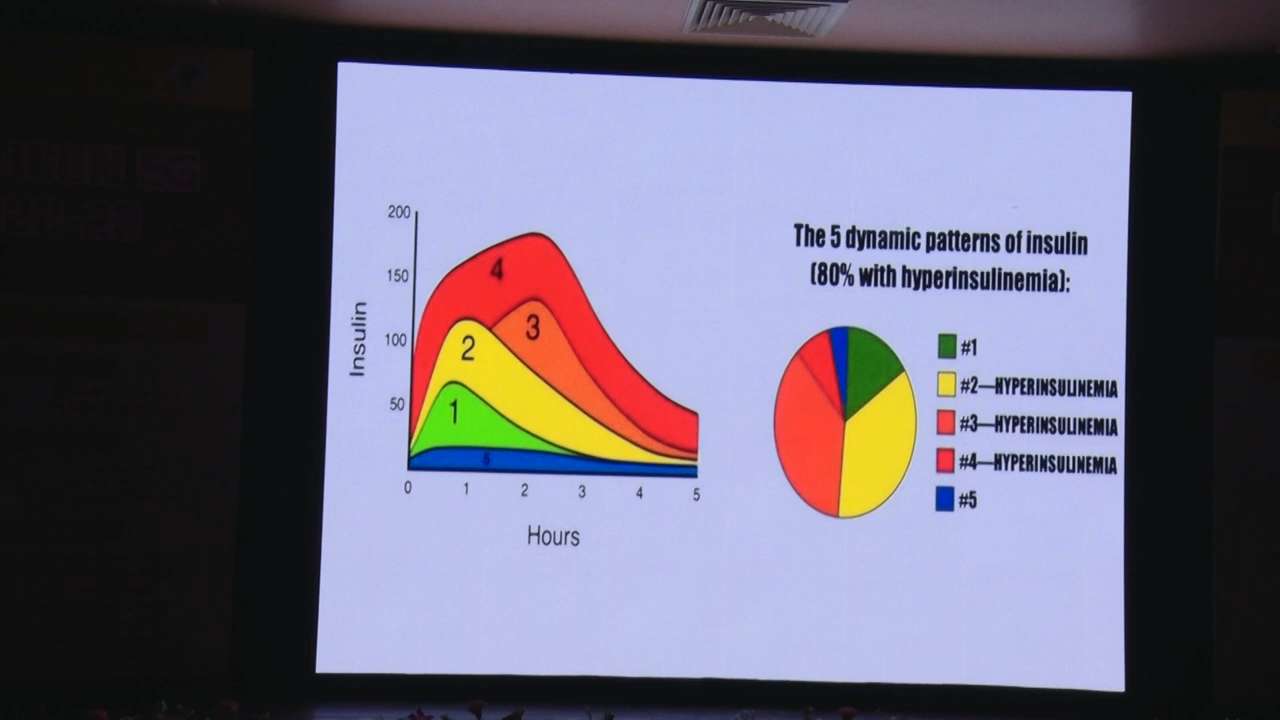 200
150
100
50
Insulin
4
3
2
1
5
0 1 2 3 4 5
Hours
The 5 dynamic patterns of insulin
(80% with hyperinsulinemia):
#1
#2—HYPERINSULINEMIA
#3—HYPERINSULINEMIA
#4—HYPERINSULINEMIA
#5